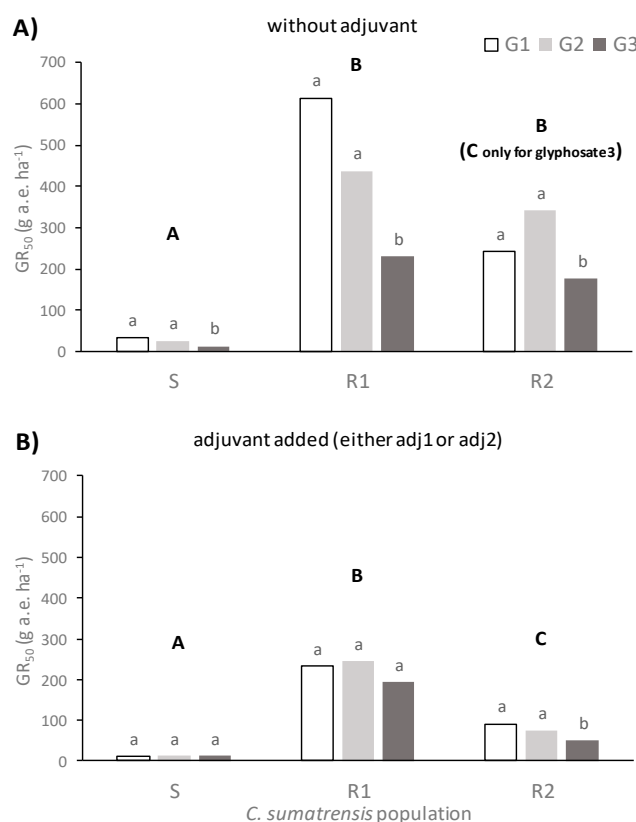 A)
without adjuvant
G1 G2 G3
700
600
500
400
300
200
100
0
GR50 (g a.e. ha-1)
A
a a b
B
a a b
B
(C only for glyphosate3)
a a b
S R1 R2
B)
adjuvant added (either adj1 or adj2)
700
600
500
400
300
200
100
0
GR50 (g a.e. ha-1)
A
a a a
B
a a a
C
a a b
S R1 R2
C. sumatrensis population